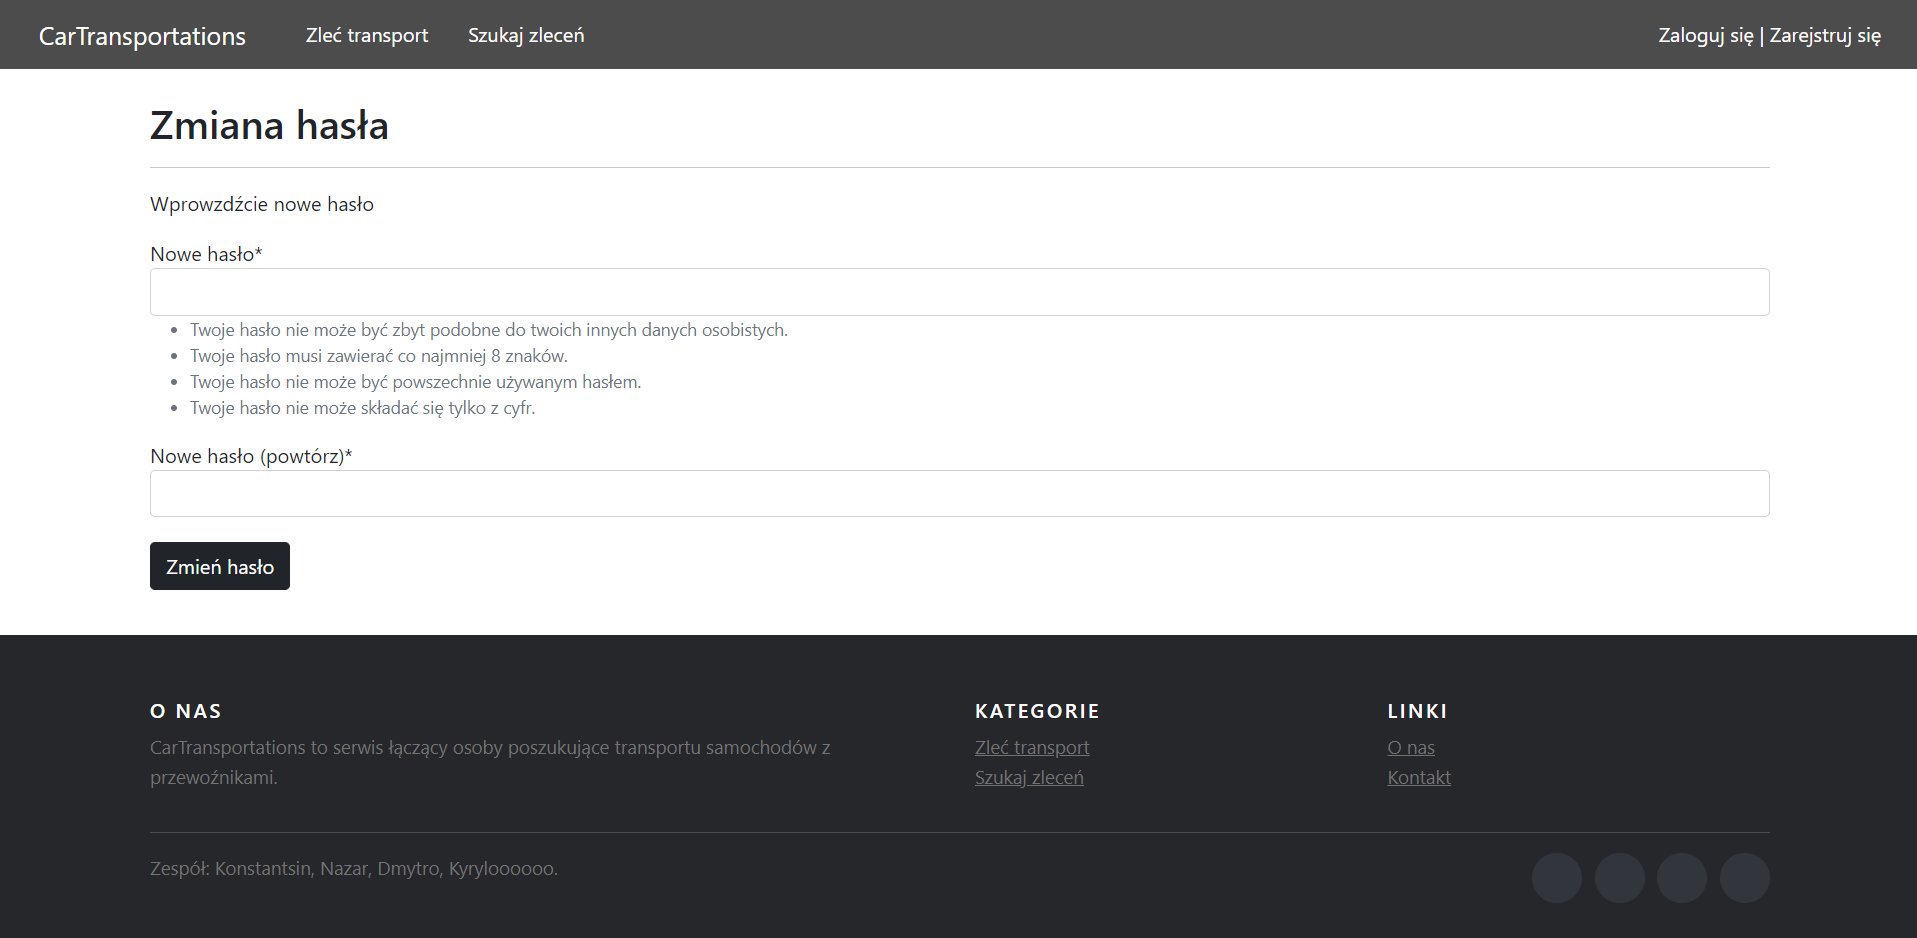 CarTransportations Zleć transport Szukaj zleceń Zaloguj się | Zarejstruj się
Zmiana hasła
Wprowzdźcie nowe hasło
Nowe hasło*
• Twoje hasło nie może być zbyt podobne do twoich innych danych osobistych.
• Twoje hasło musi zawierać co najmniej 8 znaków.
• Twoje hasło nie może być powszechnie używanym hasłem.
• Twoje hasło nie może składać się tylko z cyfr.
Nowe hasło (powtórz)*
Zmień hasło
O NAS
CarTransportations to serwis łączący osoby poszukujące transportu samochodów z
przewoźnikami.
KATEGORIE
Zleć transport
Szukaj zleceń
LINKI
O nas
Kontakt
Zespół: Konstantsin, Nazar, Dmytro, Kyryloooooo.